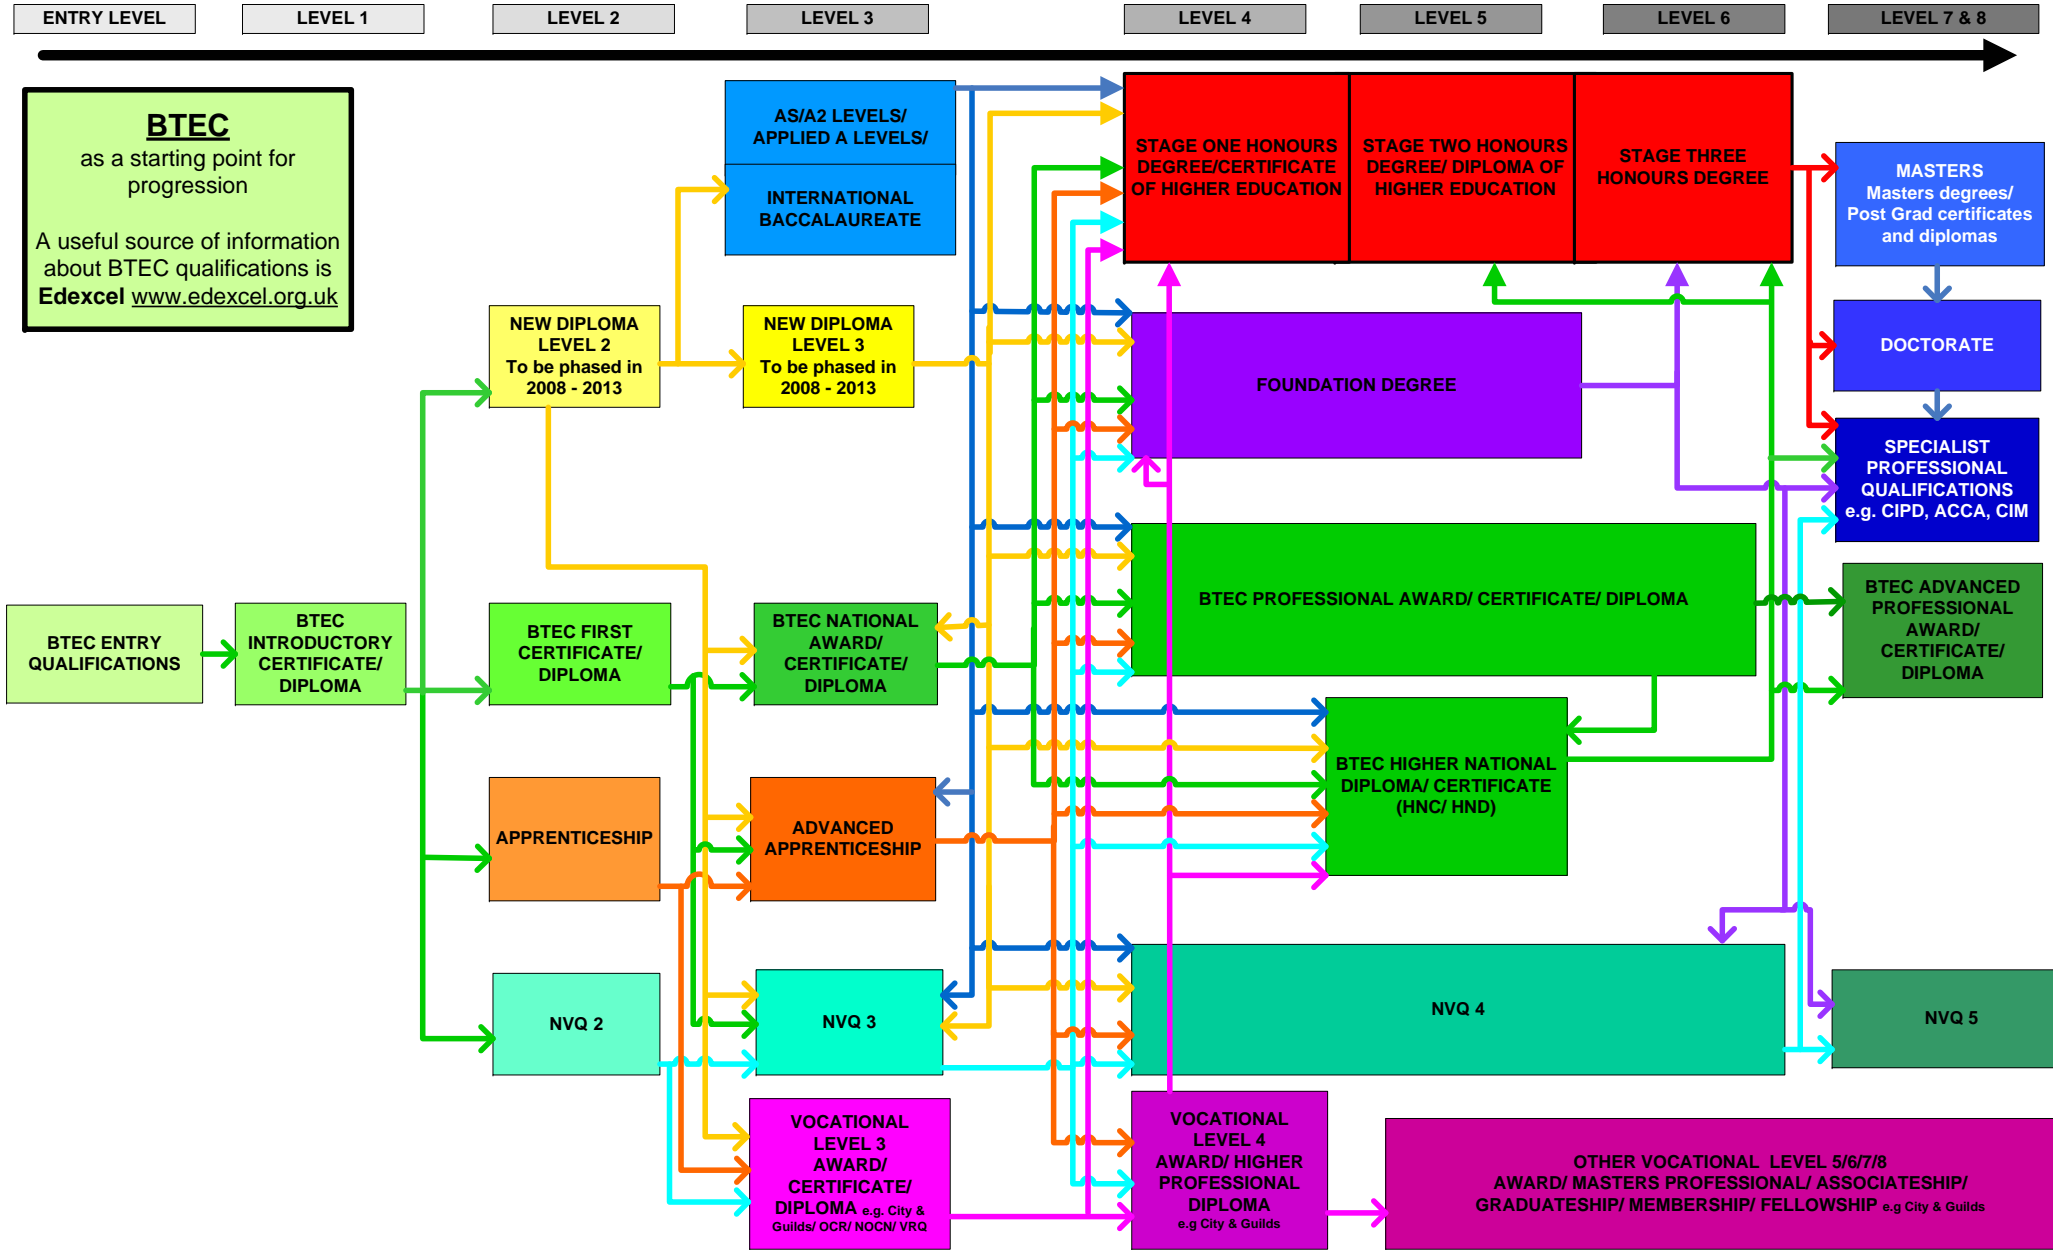 ENTRY LEVEL
LEVEL 1
LEVEL 2
LEVEL 3
LEVEL 4
LEVEL 5
LEVEL 6
LEVEL 7 & 8
BTEC
as a starting point for
progression
A useful source of information
about BTEC qualifications is
Edexcel www.edexcel.org.uk
AS/A2 LEVELS/
APPLIED A LEVELS/
INTERNATIONAL
BACCALAUREATE
STAGE ONE HONOURS
DEGREE/CERTIFICATE
OF HIGHER EDUCATION
STAGE TWO HONOURS
DEGREE/ DIPLOMA OF
HIGHER EDUCATION
STAGE THREE
HONOURS DEGREE
MASTERS
Masters degrees/
Post Grad certificates
and diplomas
NEW DIPLOMA
LEVEL 2
To be phased in
2008 - 2013
NEW DIPLOMA
LEVEL 3
To be phased in
2008 - 2013
FOUNDATION DEGREE
DOCTORATE
SPECIALIST
PROFESSIONAL
QUALIFICATIONS
e.g. CIPD, ACCA, CIM
BTEC ENTRY
QUALIFICATIONS
BTEC
INTRODUCTORY
CERTIFICATE/
DIPLOMA
BTEC FIRST
CERTIFICATE/
DIPLOMA
BTEC NATIONAL
AWARD/
CERTIFICATE/
DIPLOMA
BTEC PROFESSIONAL AWARD/ CERTIFICATE/ DIPLOMA
BTEC ADVANCED
PROFESSIONAL
AWARD/
CERTIFICATE/
DIPLOMA
BTEC HIGHER NATIONAL
DIPLOMA/ CERTIFICATE
(HNC/ HND)
APPRENTICESHIP
ADVANCED
APPRENTICESHIP
NVQ 2
NVQ 3
NVQ 4
NVQ 5
VOCATIONAL
LEVEL 3
AWARD/
CERTIFICATE/
DIPLOMA e.g. City &
Guilds/ OCR/ NOCN/ VRQ
VOCATIONAL
LEVEL 4
AWARD/ HIGHER
PROFESSIONAL
DIPLOMA
e.g City & Guilds
OTHER VOCATIONAL LEVEL 5/6/7/8
AWARD/ MASTERS PROFESSIONAL/ ASSOCIATESHIP/
GRADUATESHIP/ MEMBERSHIP/ FELLOWSHIP e.g City & Guilds